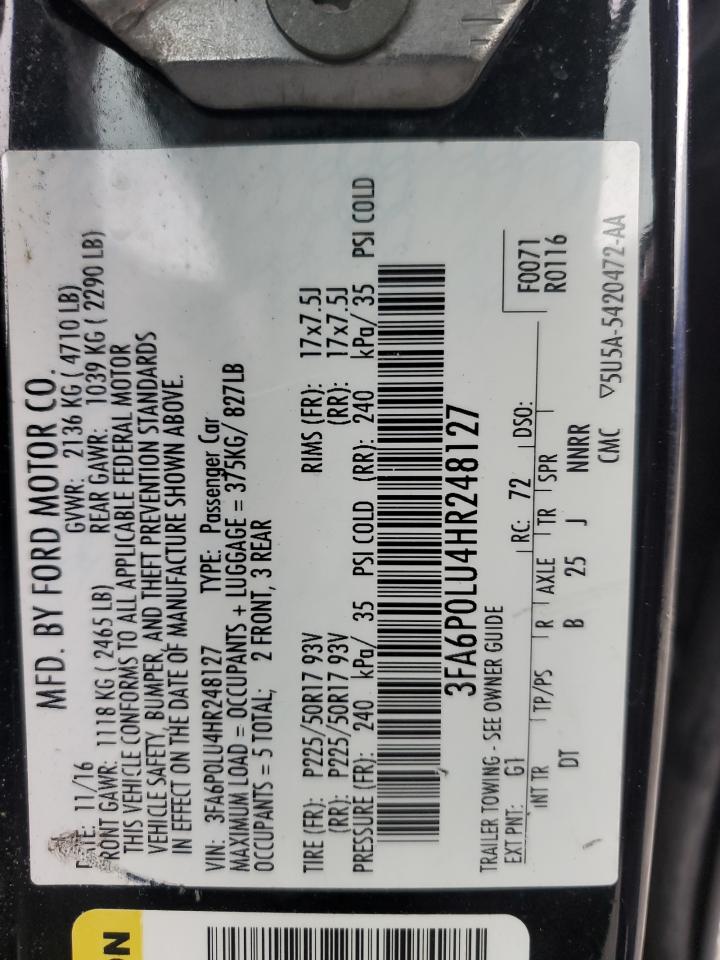 MFD. BY FORD MOTOR CO.
DATE: 11/16 GVWR: 2136 KG ( 4710 LB)
FRONT GAWR: 1118 KG ( 2465 LB) REAR GAWR: 1039 KG ( 2290 LB)
THIS VEHICLE CONFORMS TO ALL APPLICABLE FEDERAL MOTOR
VEHICLE SAFETY, BUMPER, AND THEFT PREVENTION STANDARDS
IN EFFECT ON THE DATE OF MANUFACTURE SHOWN ABOVE.
VIN: 3FA6P0LU4HR248127 TYPE: Passenger Car
MAXIMUM LOAD = OCCUPANTS + LUGGAGE = 375KG/ 827LB
OCCUPANTS = 5 TOTAL; 2 FRONT, 3 REAR
TIRE (FR): P225/50R17 93V RIMS (FR): 17x7.5J
(RR): P225/50R17 93V (RR): 17x7.5J
PRESSURE (FR): 240 kPa/ 35 PSI COLD (RR): 240 kPa/ 35 PSI COLD
3FA6P0LU4HR248127
TRAILER TOWING - SEE OWNER GUIDE
EXT PNT: G1 RC: 72 DSO: F0071
R0116
INT TR TP/PS R AXLE TR SPR
DT B 25 J NNRR
CMC ▽5U5A-5420472-AA
ON